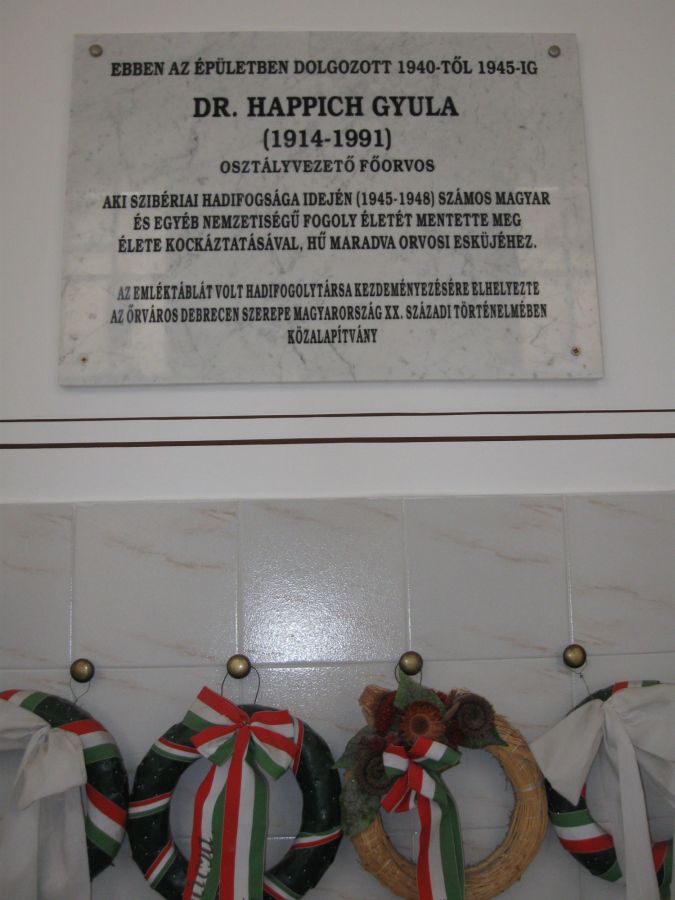 EBBEN AZ ÉPÜLETBEN DOLGOZOTT 1940-TŐL 1945-IG
DR. HAPPICH GYULA
(1914-1991)
OSZTÁLYVEZETŐ FŐORVOS
AKI SZIBÉRIAI HADIFOGSÁGA IDEJÉN (1945-1948) SZÁMOS MAGYAR
ÉS EGYÉB NEMZETISÉGŰ FOGOLY ÉLETÉT MENTETTE MEG
ÉLETE KOCKÁZTATÁSÁVAL, HŰ MARADVA ORVOSI ESKÜJÉHEZ.
AZ EMLÉKTÁBLÁT VOLT HADIFOGOLYTÁRSA KEZDEMÉNYEZÉSÉRE ELHELYEZTE
AZ ŐRVÁROS DEBRECEN SZEREPE MAGYARORSZÁG XX. SZÁZADI TÖRTÉNELMÉBEN
KÖZALAPÍTVÁNY